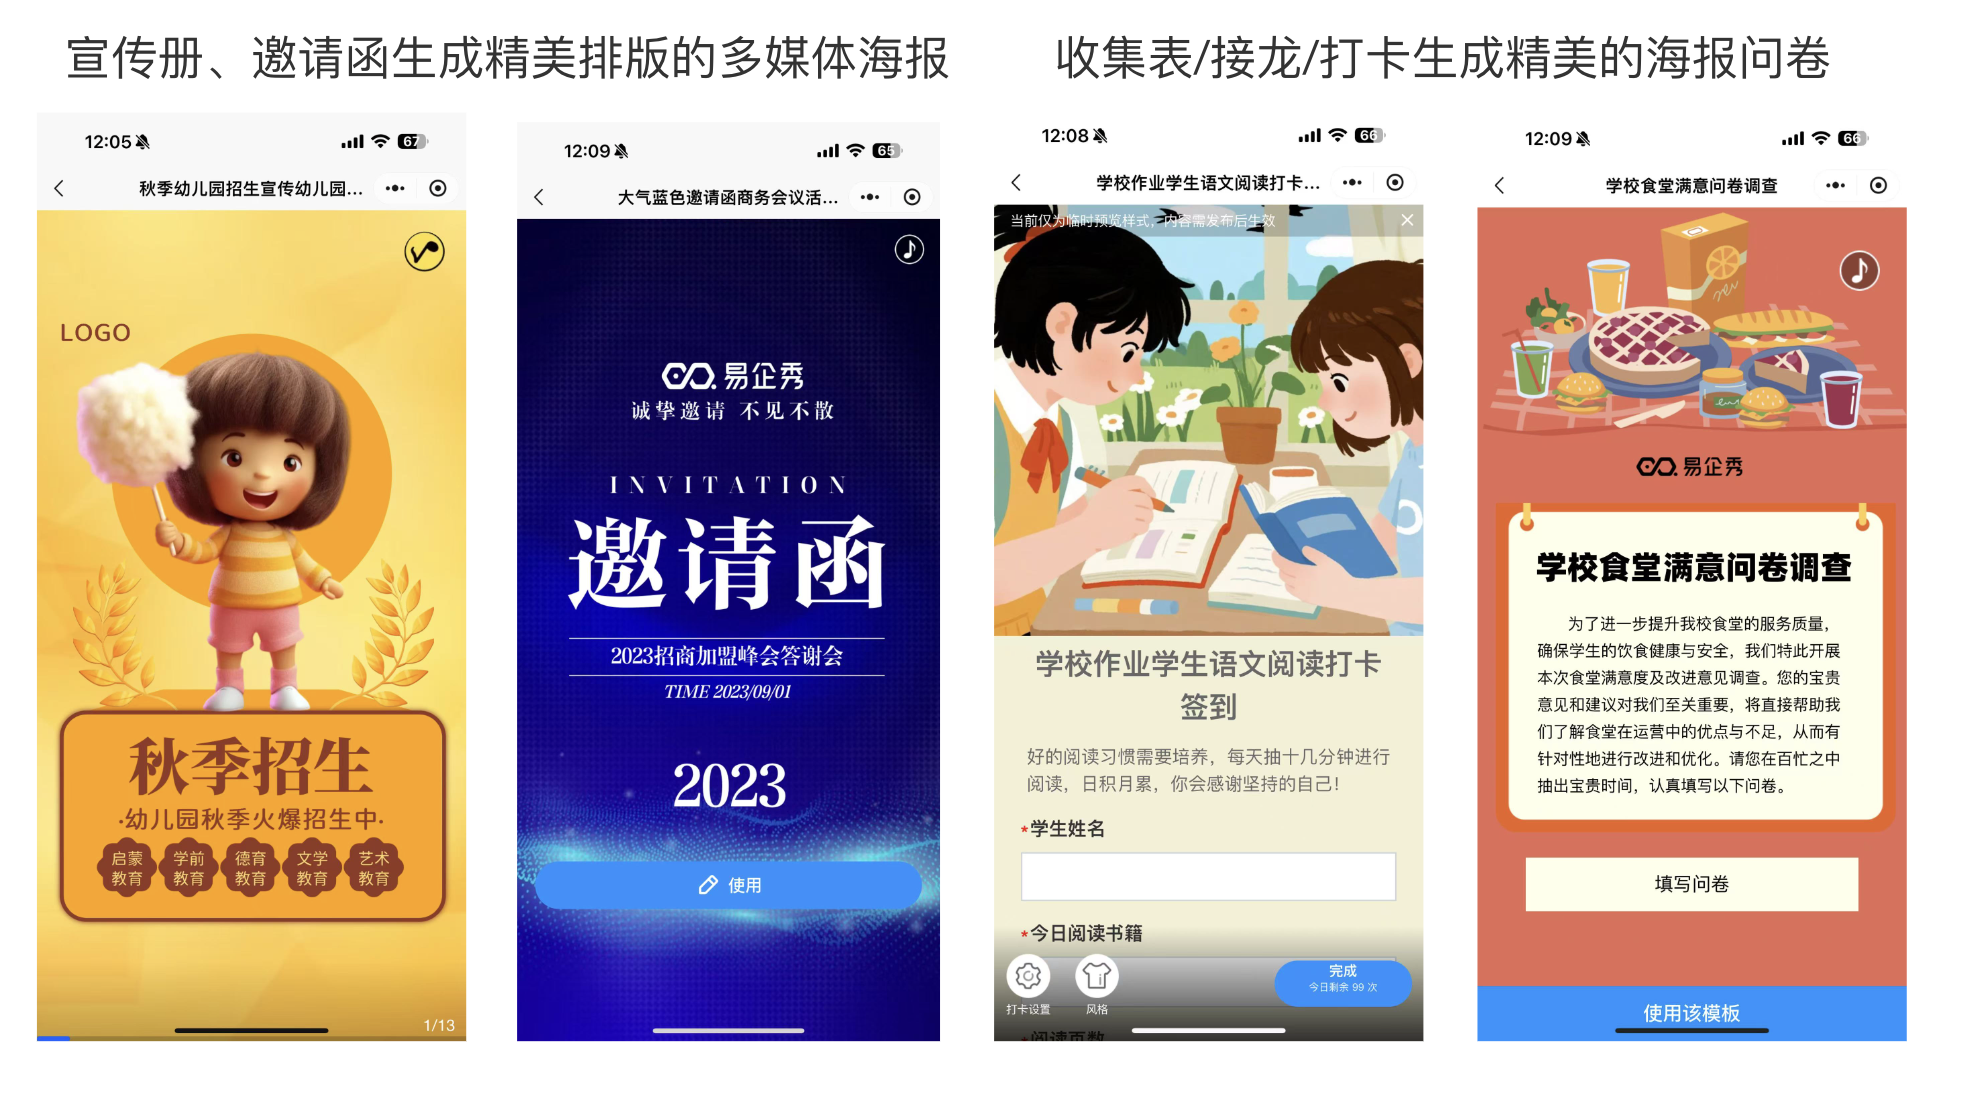 宣传册、邀请函生成精美排版的多媒体海报
收集表/接龙/打卡生成精美的海报问卷
12:05
67
秋季幼儿园招生宣传幼儿园...
LOGO
秋季招生
·幼儿园秋季火爆招生中·
启蒙
教育
学前
教育
德育
教育
文学
教育
艺术
教育
1/13
12:09
65
大气蓝色邀请函商务会议活...
易企秀
诚挚邀请 不见不散
INVITATION
邀请函
2023招商加盟峰会答谢会
TIME 2023/09/01
2023
使用
12:08
66
学校作业学生语文阅读打卡...
当前仅为临时预览样式，内容需发布后生效
学校作业学生语文阅读打卡
签到
好的阅读习惯需要培养，每天抽十几分钟进行
阅读，日积月累，你会感谢坚持的自己！
*学生姓名
*今日阅读书籍
打卡设置
风格
完成
今日剩余 99 次
*阅读页数
12:09
66
学校食堂满意问卷调查
易企秀
学校食堂满意问卷调查
为了进一步提升我校食堂的服务质量，
确保学生的饮食健康与安全，我们特此开展
本次食堂满意度及改进意见调查。您的宝贵
意见和建议对我们至关重要，将直接帮助我
们了解食堂在运营中的优点与不足，从而有
针对性地进行改进和优化。请您在百忙之中
抽出宝贵时间，认真填写以下问卷。
填写问卷
使用该模板